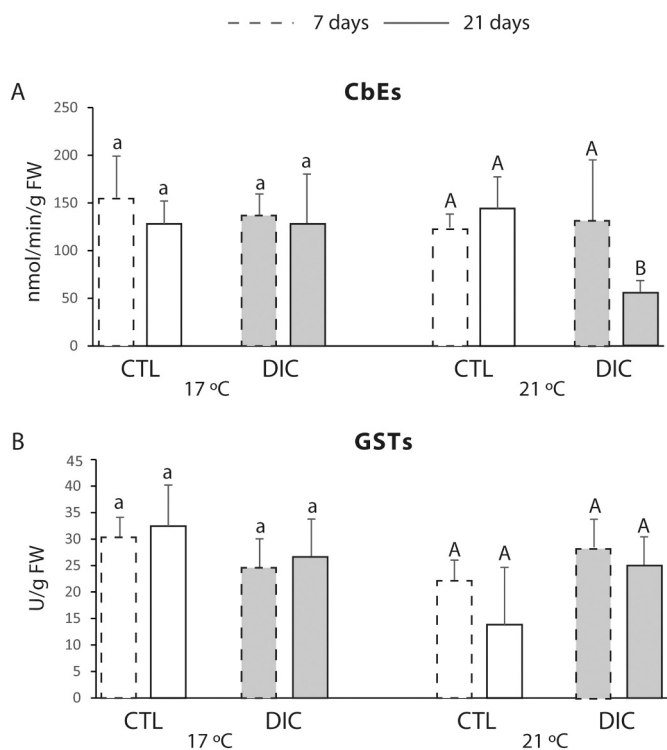 7 days 21 days
A CbEs
nmol/min/g FW
250
200
150
100
50
0
a a a a A A A B
CTL DIC CTL DIC
17 ºC 21 ºC
B GSTs
U/g FW
45
40
35
30
25
20
15
10
5
0
a a a a A A A A
CTL DIC CTL DIC
17 ºC 21 ºC